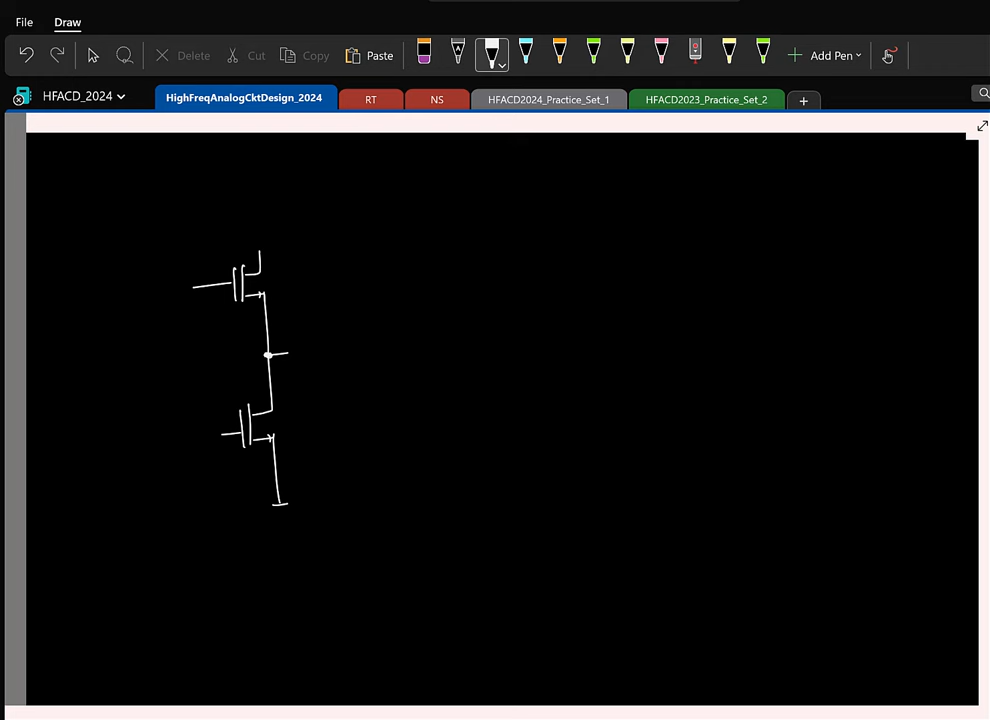 File Draw
Delete Cut Copy Paste A Add Pen
HFACD_2024 HighFreqAnalogCktDesign_2024 RT NS HFACD2024_Practice_Set_1 HFACD2023_Practice_Set_2 +